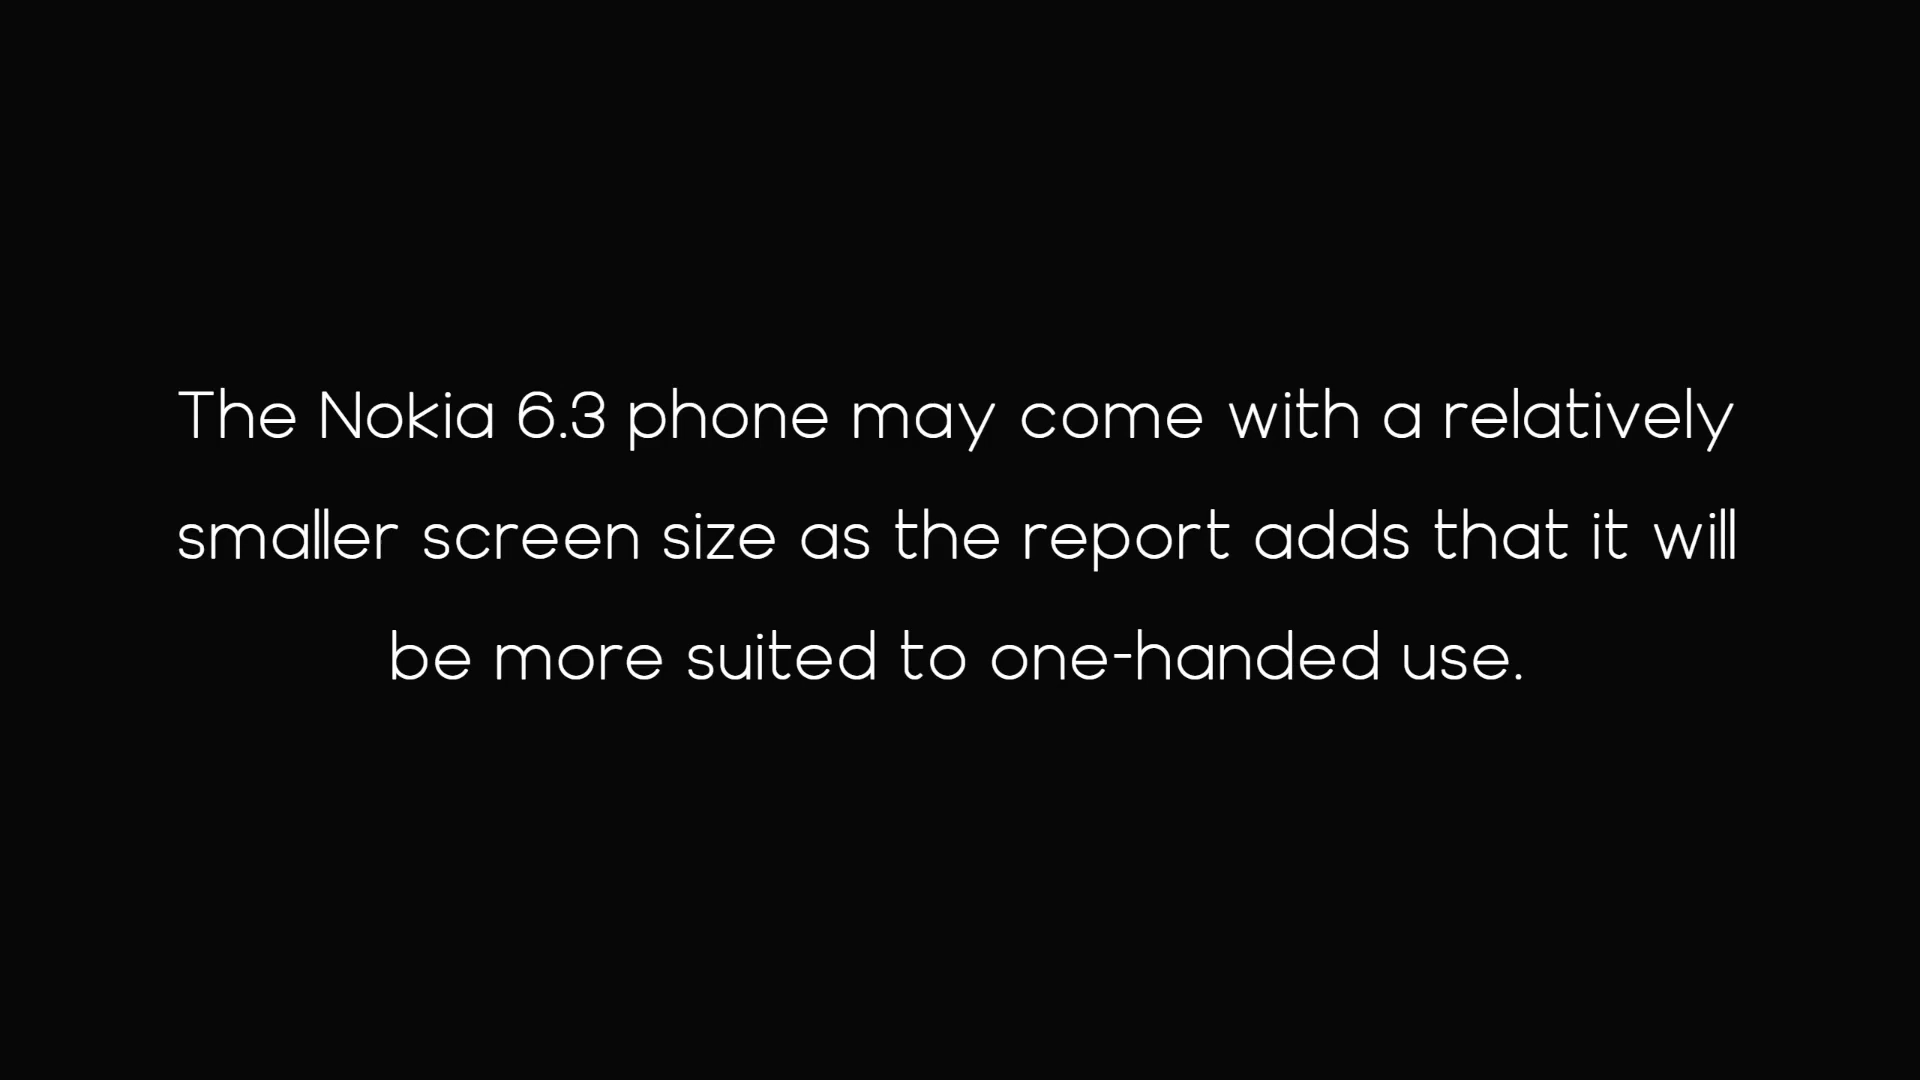 The Nokia 6.3 phone may come with a relatively
smaller screen size as the report adds that it will
be more suited to one-handed use.